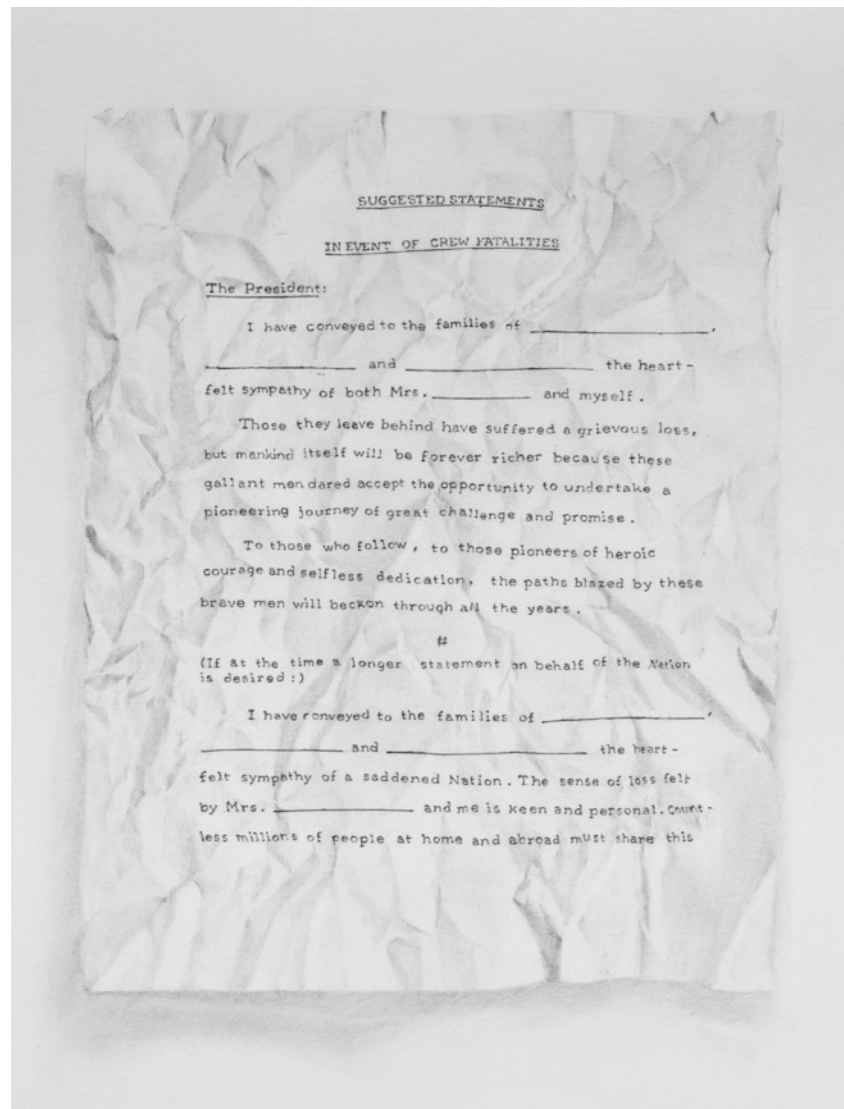 SUGGESTED STATEMENTS
IN EVENT OF CREW FATALITIES
The President:
I have conveyed to the families of ____________,
____________ and ____________ the heart-
felt sympathy of both Mrs. ________ and myself.
Those they leave behind have suffered a grievous loss,
but mankind itself will be forever richer because these
gallant men dared accept the opportunity to undertake a
pioneering journey of great challenge and promise.
To those who follow, to those pioneers of heroic
courage and selfless dedication, the paths blazed by these
brave men will beckon through all the years.
#
(If at the time a longer statement on behalf of the Nation
is desired:)
I have conveyed to the families of ____________,
____________ and ____________ the heart-
felt sympathy of a saddened Nation. The sense of loss felt
by Mrs. ____________ and me is keen and personal. Count-
less millions of people at home and abroad must share this